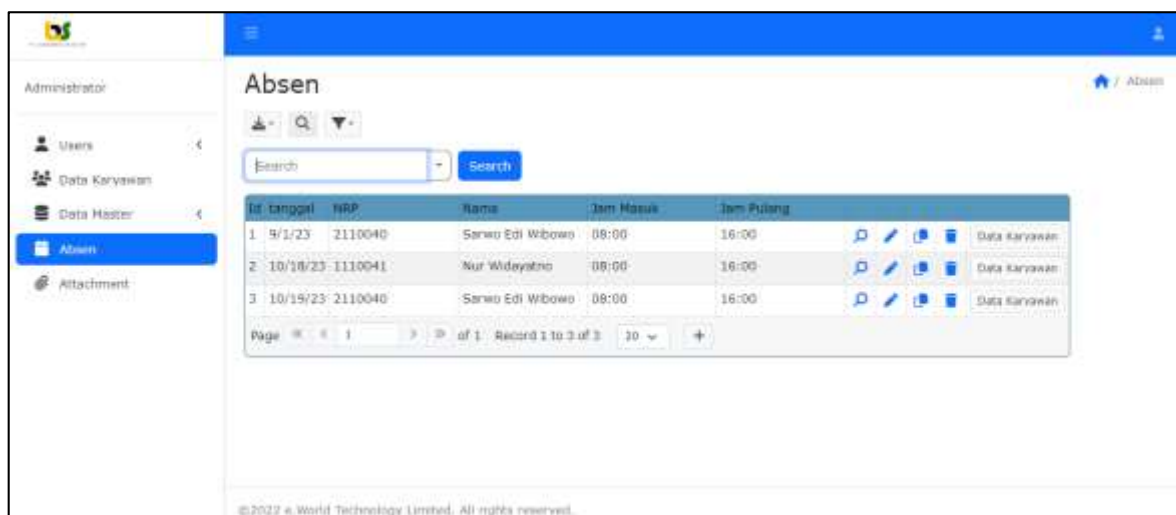 Administrator
Users
Data Karyawan
Data Master
Absen
Attachment
Absen
/ Absen
Search
Search
Id tanggal NRP Nama Jam Masuk Jam Pulang
1 9/1/23 2110040 Sarwo Edi Wibowo 08:00 16:00 Data Karyawan
2 10/18/23 1110041 Nur Widayatno 08:00 16:00 Data Karyawan
3 10/19/23 2110040 Sarwo Edi Wibowo 08:00 16:00 Data Karyawan
Page 1 of 1 Record 1 to 3 of 3 20
©2022 e.World Technology Limited. All rights reserved.